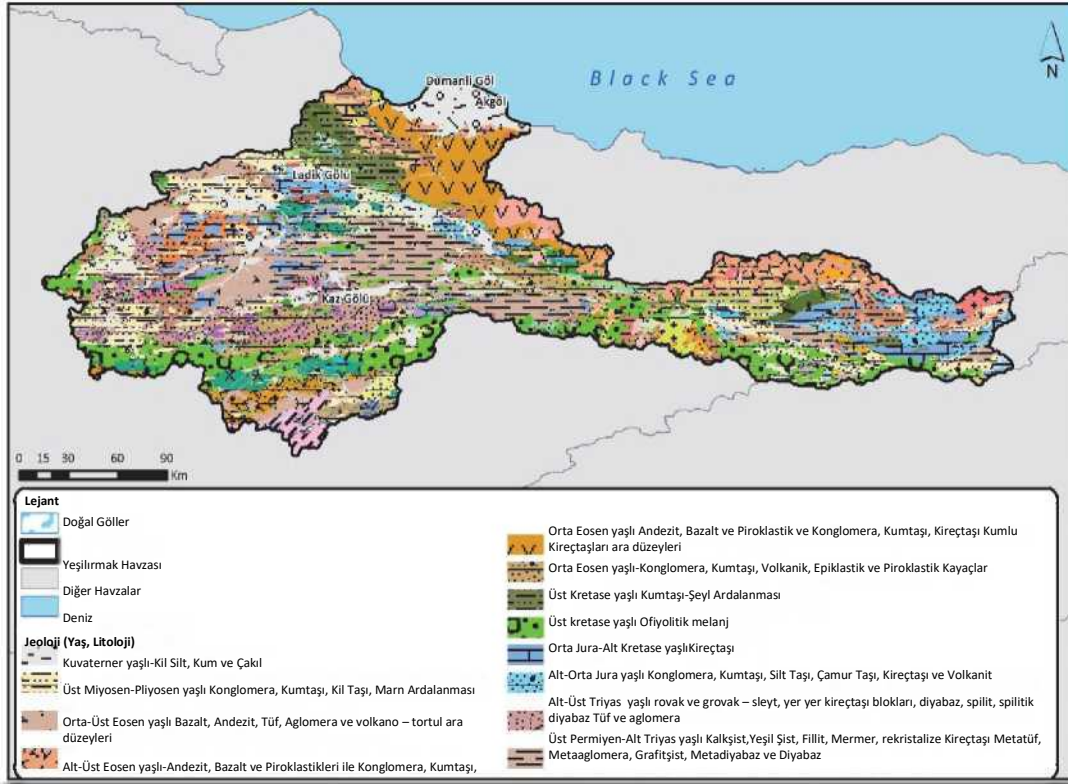 Black Sea
N
Dumanli Göl
Akgöl
Ladik Gölü
Kaz Gölü
0 15 30 60 90
Km
Lejant
Doğal Göller
Yeşilırmak Havzası
Diğer Havzalar
Deniz
Jeoloji (Yaş, Litoloji)
Kuvaterner yaşlı-Kil Silt, Kum ve Çakıl
Üst Miyosen-Pliyosen yaşlı Konglomera, Kumtaşı, Kil Taşı, Marn Ardalanması
Orta-Üst Eosen yaşlı Bazalt, Andezit, Tüf, Aglomera ve volkano – tortul ara
düzeyleri
Alt-Üst Eosen yaşlı-Andezit, Bazalt ve Piroklastikleri ile Konglomera, Kumtaşı,
Orta Eosen yaşlı Andezit, Bazalt ve Piroklastik ve Konglomera, Kumtaşı, Kireçtaşı Kumlu
Kireçtaşları ara düzeyleri
Orta Eosen yaşlı-Konglomera, Kumtaşı, Volkanik, Epiklastik ve Piroklastik Kayaçlar
Üst Kretase yaşlı Kumtaşı-Şeyl Ardalanması
Üst kretase yaşlı Ofiyolitik melanj
Orta Jura-Alt Kretase yaşlıKireçtaşı
Alt-Orta Jura yaşlı Konglomera, Kumtaşı, Silt Taşı, Çamur Taşı, Kireçtaşı ve Volkanit
Alt-Üst Triyas yaşlı rovak ve grovak – sleyt, yer yer kireçtaşı blokları, diyabaz, spilit, spilitik
diyabaz Tüf ve aglomera
Üst Permiyen-Alt Triyas yaşlı Kalkşist,Yeşil Şist, Fillit, Mermer, rekristalize Kireçtaşı Metatüf,
Metaaglomera, Grafitşist, Metadiyabaz ve Diyabaz